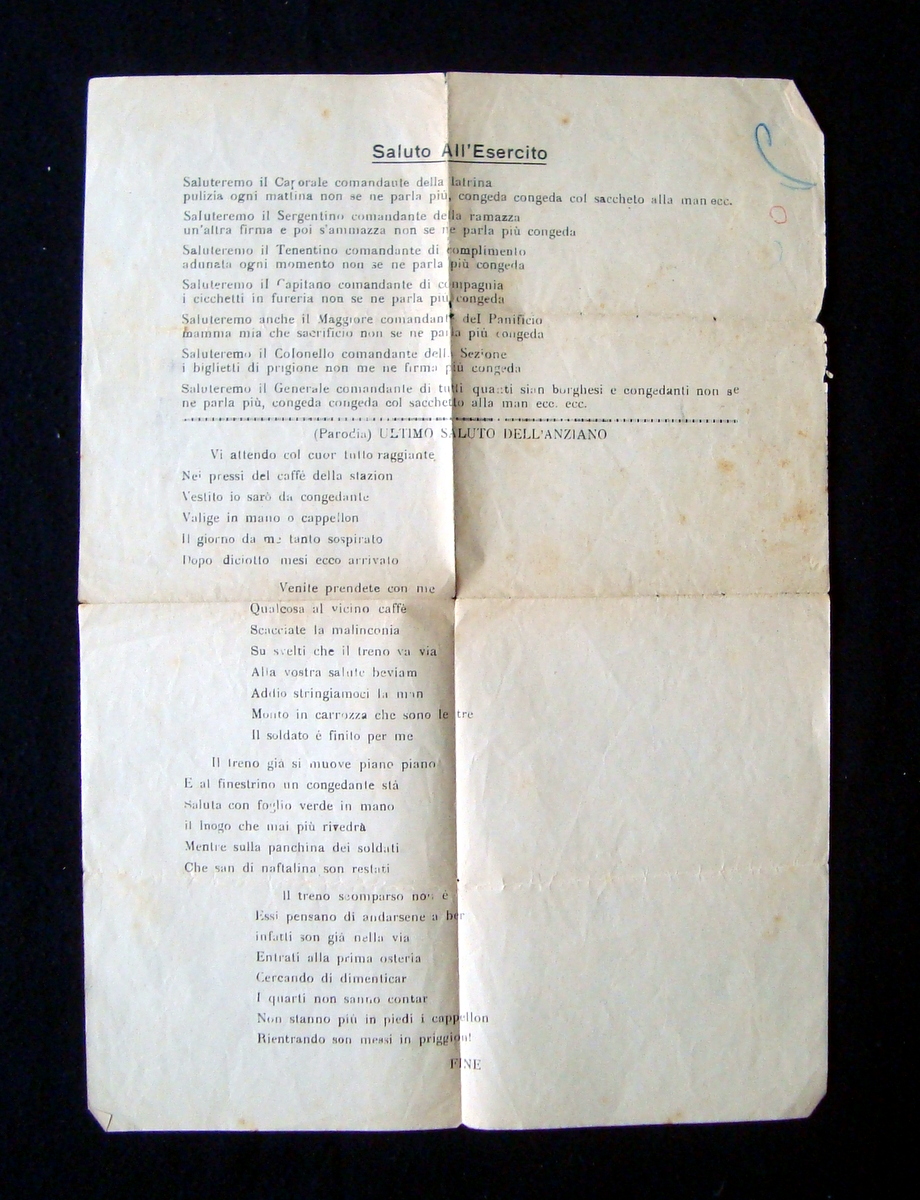 Saluto All'Esercito
Saluteremo il Caporale comandante della latrina
pulizia ogni mattina non se ne parla più, congeda congeda col saccheto alla man ecc.
Saluteremo il Sergentino comandante della ramazza
un'altra firma e poi s'ammazza non se ne parla più congeda
Saluteremo il Tenentino comandante di complimento
adunata ogni momento non se ne parla più congeda
Saluteremo il Capitano comandante di compagnia
i cicchetti in fureria non se ne parla più congeda
Saluteremo anche il Maggiore comandante del Panificio
mamma mia che sacrificio non se ne parla più congeda
Saluteremo il Colonello comandante della Sezione
i biglietti di prigione non me ne firma più congeda
Saluteremo il Generale comandante di tutti quanti sian borghesi e congedanti non se
ne parla più, congeda congeda col sacchetto alla man ecc. ecc.
(Parodia) ULTIMO SALUTO DELL'ANZIANO
Vi attendo col cuor tutto raggiante
Nei pressi del caffè della stazion
Vestito io sarò da congedante
Valige in mano o cappellon
Il giorno da me tanto sospirato
Dopo diciotto mesi ecco arrivato
Venite prendete con me
Qualcosa al vicino caffè
Scacciate la malinconia
Su svelti che il treno va via
Alla vostra salute beviam
Addio stringiamoci la man
Monto in carrozza che sono le tre
Il soldato é finito per me
Il treno già si muove piano piano
E al finestrino un congedante stà
Saluta con foglio verde in mano
il luogo che mai più rivedrà
Mentre sulla panchina dei soldati
Che san di naftalina son restati
Il treno scomparso non é
Essi pensano di andarsene a ber
infatti son già nella via
Entrati alla prima osteria
Cercando di dimenticar
I quarti non sanno contar
Non stanno più in piedi i cappellon
Rientrando son messi in priggion!
FINE